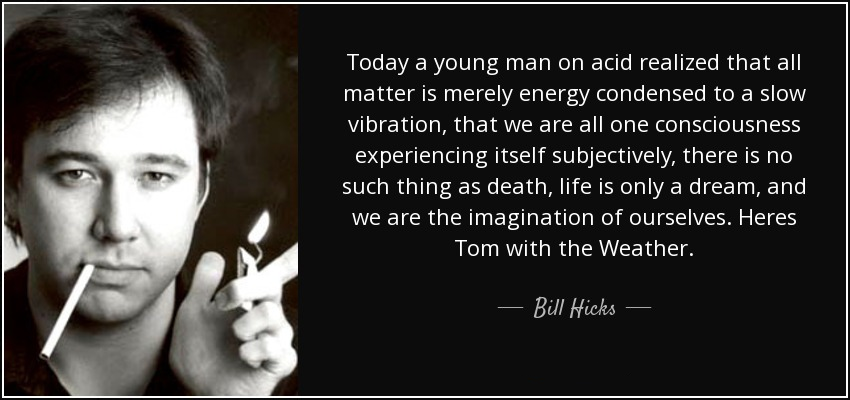 Today a young man on acid realized that all
matter is merely energy condensed to a slow
vibration, that we are all one consciousness
experiencing itself subjectively, there is no
such thing as death, life is only a dream, and
we are the imagination of ourselves. Heres
Tom with the Weather.
Bill Hicks